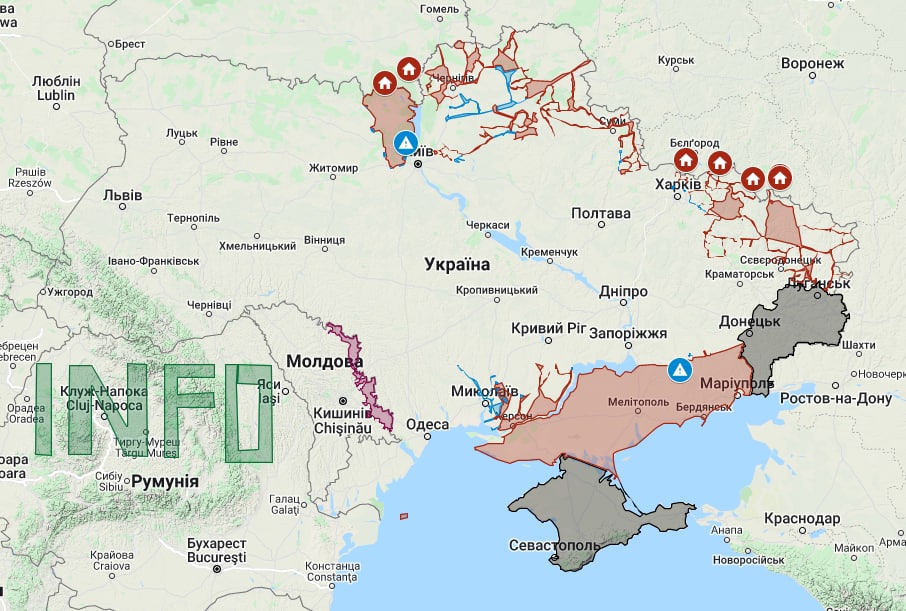 Гомель
Брест
Люблін
Lublin
Чернігів
Курськ
Воронеж
Луцьк
Рівне
Суми
Бєлгород
Київ
Житомир
Ряшів
Rzeszów
Харків
Львів
Тернопіль
Полтава
Черкаси
Хмельницький
Вінниця
Україна
Кременчук
Івано-Франківськ
Сєвєродонецьк
Краматорськ
Луганськ
Ужгород
Кропивницький
Дніпро
Чернівці
Донецьк
Кривий Ріг
Запоріжжя
Шахти
Молдова
INFO
Новочерк
Клуж-Напока
Cluj-Napoca
Ясси
Iași
Миколаїв
Маріуполь
Ростов-на-Дону
Орадя
Oradea
Мелітополь
Бердянськ
Кишинів
Chișinău
Херсон
Одеса
Тиргу-Муреш
Târgu Mureș
Сибіу
Sibiu
Румунія
Галац
Galați
Краснодар
Анапа
Севастополь
Новоросійськ
Майкоп
Крайова
Craiova
Бухарест
București
Констанца
Constanța